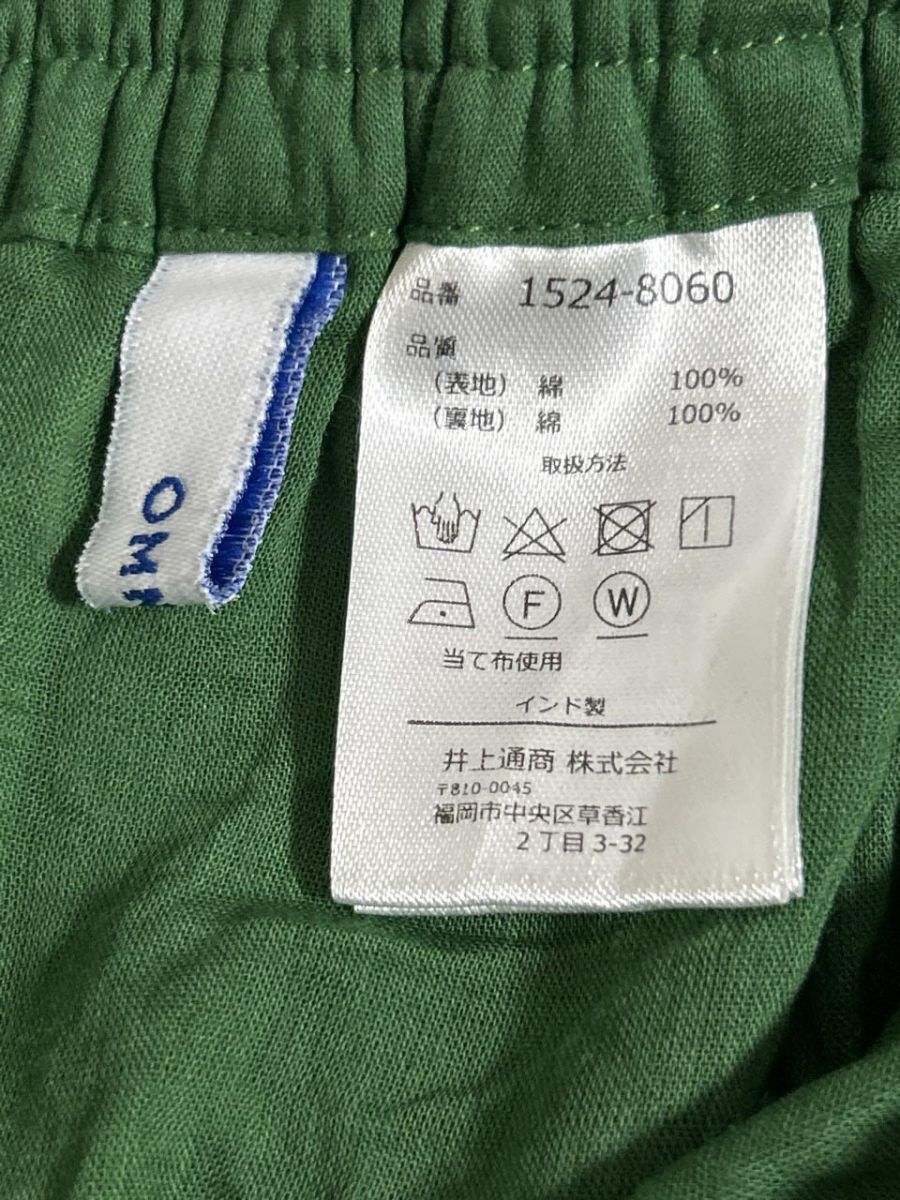 OM
品番 1524-8060
品質
（表地） 綿 100%
（裏地） 綿 100%
取扱方法
F W
当て布使用
インド製
井上通商 株式会社
〒810-0045
福岡市中央区草香江
2丁目3-32